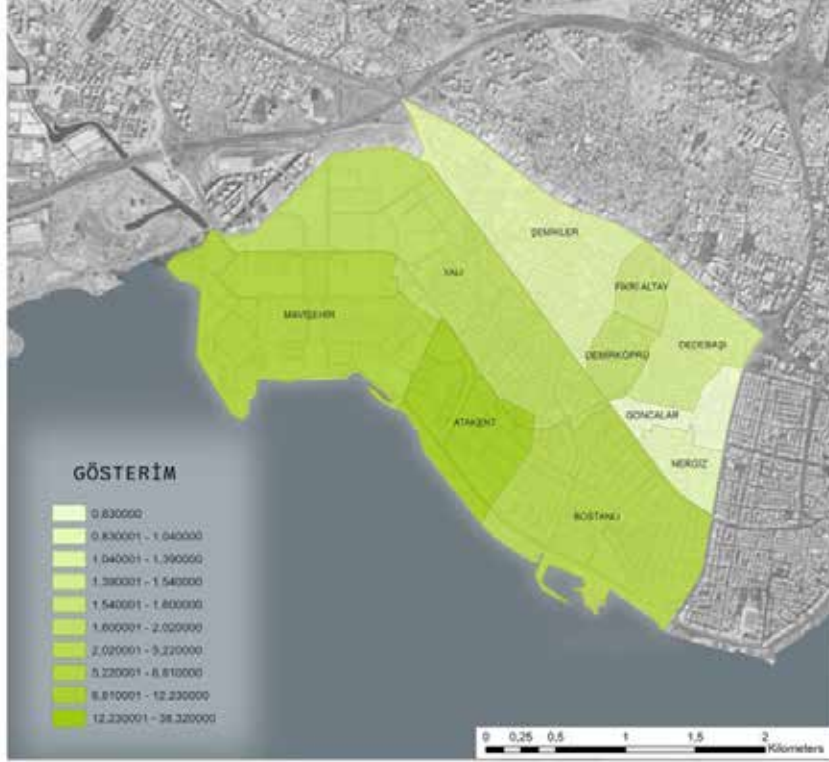 ŞEMİKLER
FİKRİ ALTAY
YALI
DEDEBAŞI
MAVİŞEHİR
DEMİRKÖPRÜ
GONCALAR
ATAKENT
NERGİZ
BOSTANLI
GÖSTERİM
0.830000
0.830001 - 1.040000
1.040001 - 1.390000
1.390001 - 1.540000
1.540001 - 1.600000
1.600001 - 2.020000
2.020001 - 5.220000
5.220001 - 6.810000
6.810001 - 12.230000
12.230001 - 38.320000
0 0,25 0,5 1 1,5 2
Kilometers